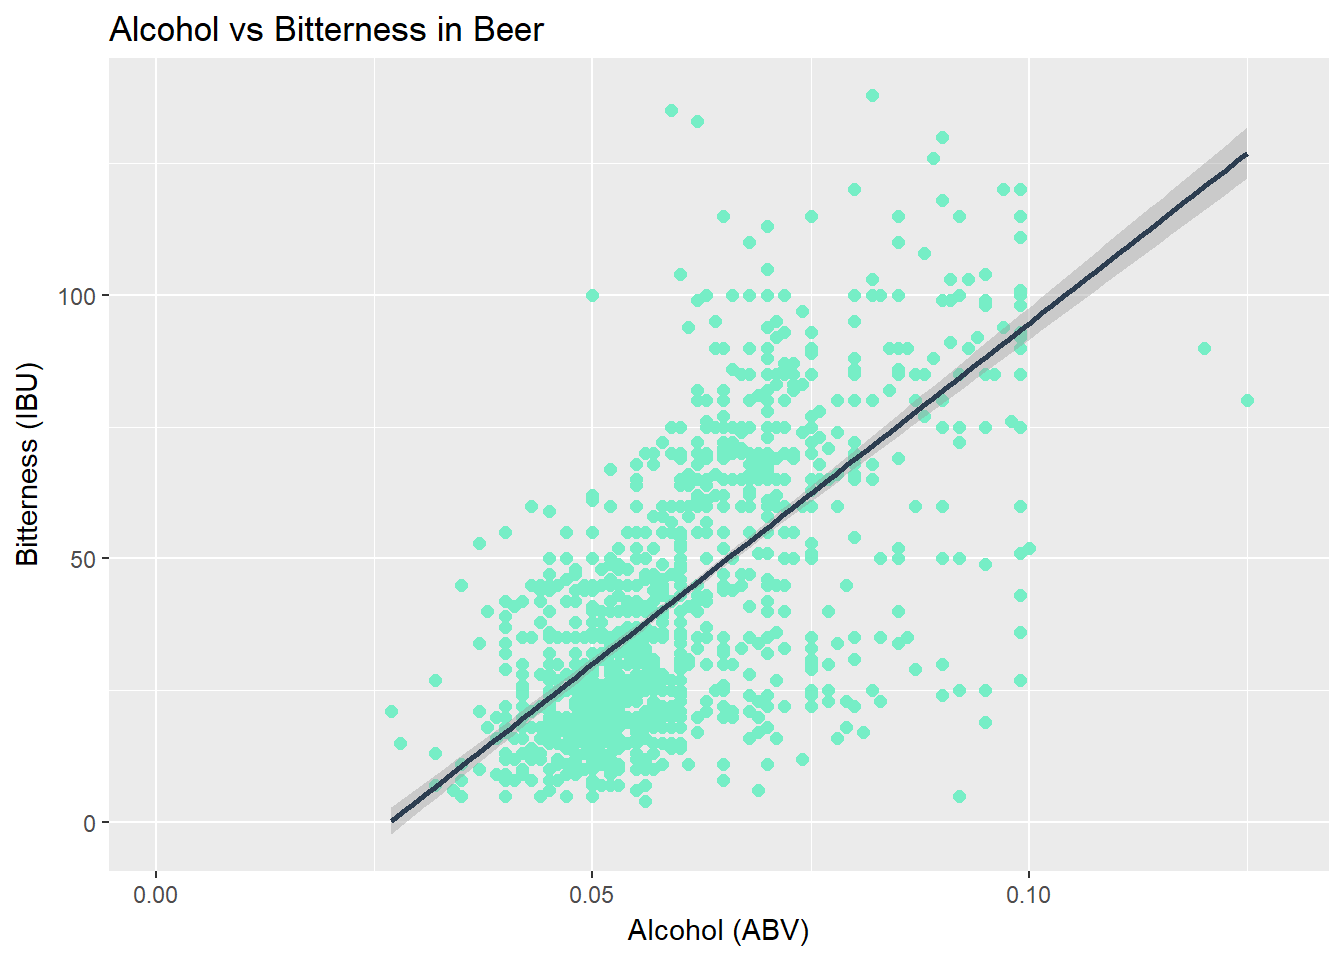 Alcohol vs Bitterness in Beer
Bitterness (IBU)
100
50
0
0.00
0.05
0.10
Alcohol (ABV)